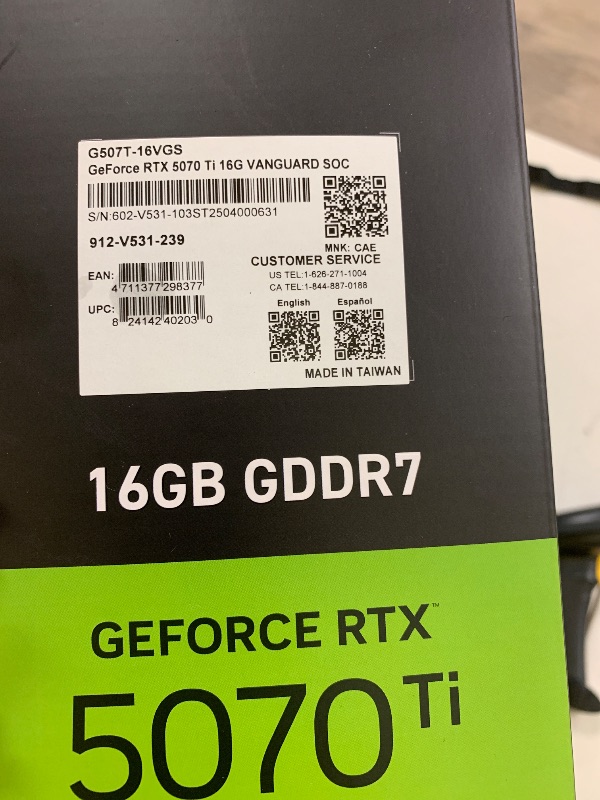 G507T-16VGS
GeForce RTX 5070 Ti 16G VANGUARD SOC
S/N:602-V531-103ST2504000631
912-V531-239
MNK: CAE
CUSTOMER SERVICE
US TEL:1-626-271-1004
CA TEL:1-844-887-0188
EAN:
4 711377 298377
English Español
UPC:
8 24142 40203 0
MADE IN TAIWAN
16GB GDDR7
GEFORCE RTX™
5070 Ti